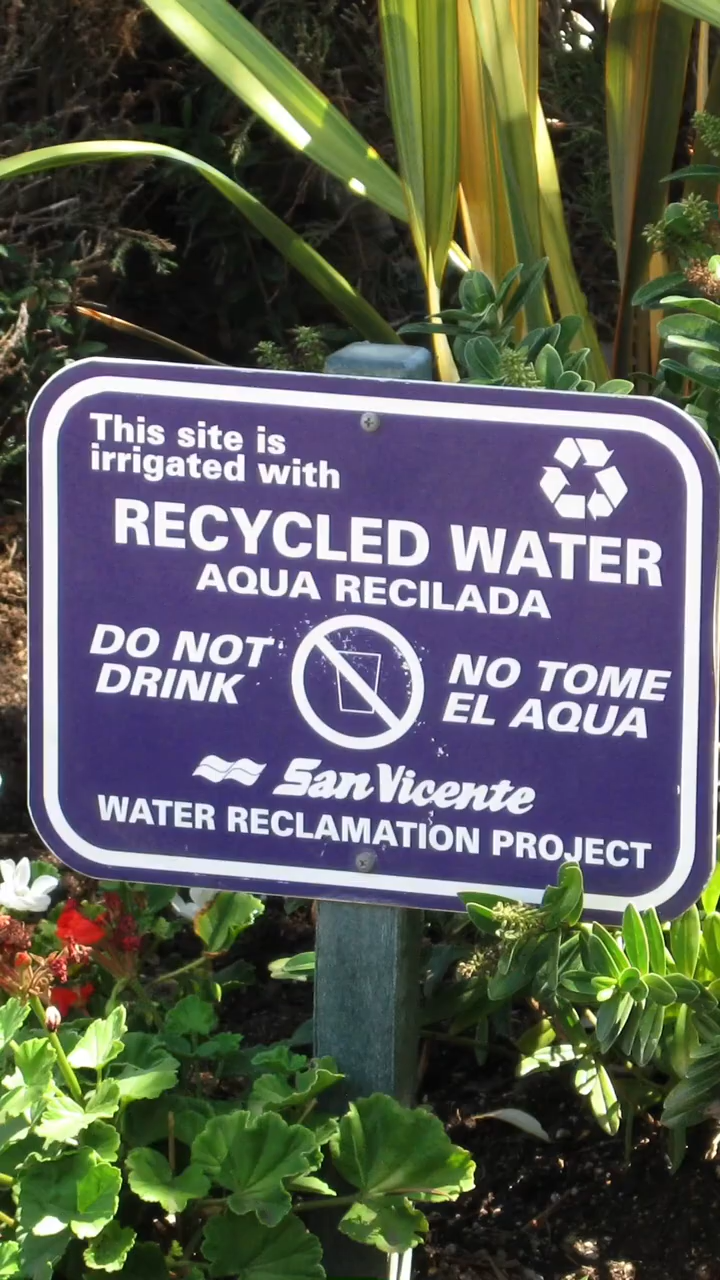 This site is
irrigated with
RECYCLED WATER
AQUA RECILADA
DO NOT
DRINK
NO TOME
EL AQUA
San Vicente
WATER RECLAMATION PROJECT